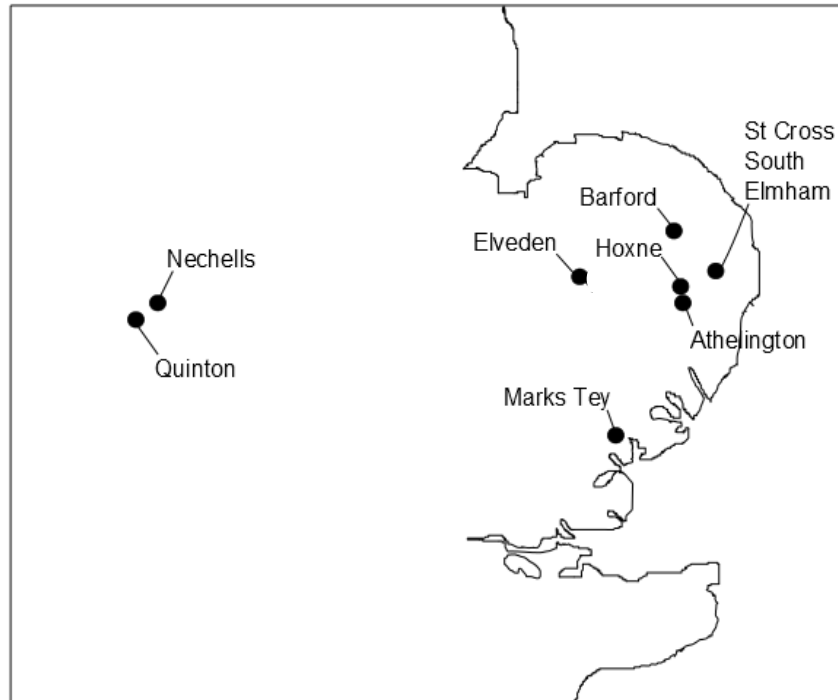 St Cross
South
Elmham
Barford
Hoxne
Elveden
Nechells
Athelington
Quinton
Marks Tey